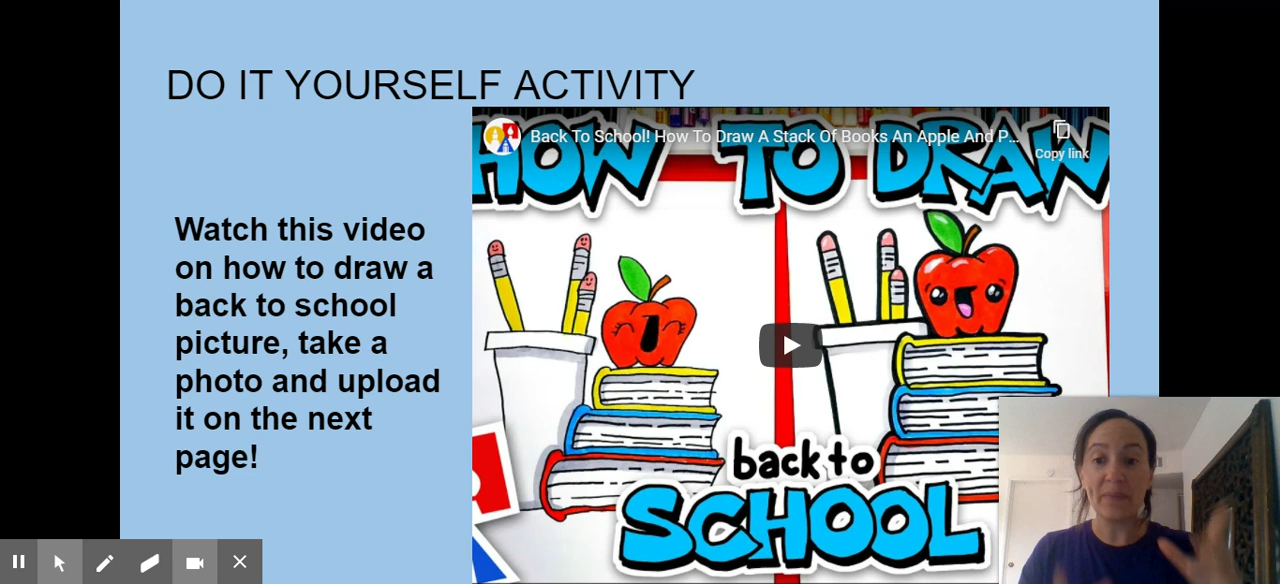 DO IT YOURSELF ACTIVITY
Back To School! How To Draw A Stack Of Books An Apple And P...
Copy link
HOW TO DRAW
Watch this video
on how to draw a
back to school
picture, take a
photo and upload
it on the next
page!
back to
SCHOOL